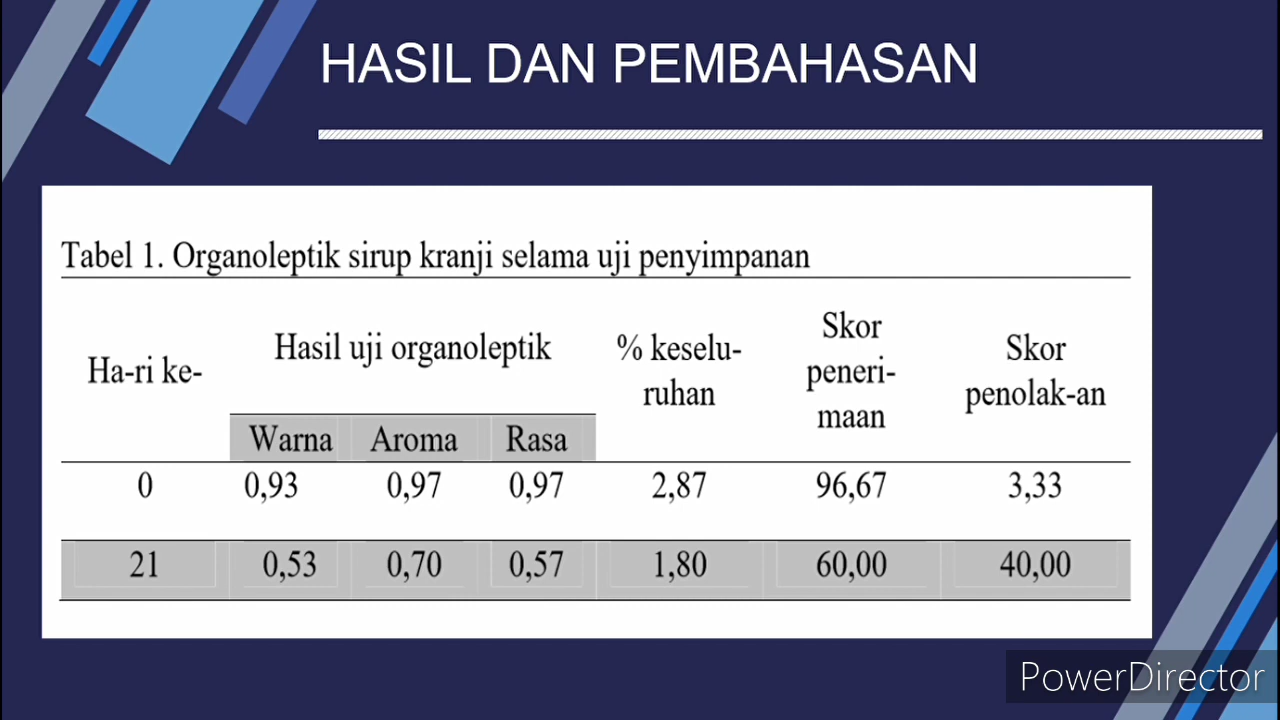 HASIL DAN PEMBAHASAN
Tabel 1. Organoleptik sirup kranji selama uji penyimpanan
Ha-ri ke-
Hasil uji organoleptik
% keselu-
ruhan
Skor
peneri-
maan
Skor
penolak-an
Warna Aroma Rasa
0 0,93 0,97 0,97 2,87 96,67 3,33
21 0,53 0,70 0,57 1,80 60,00 40,00
PowerDirector